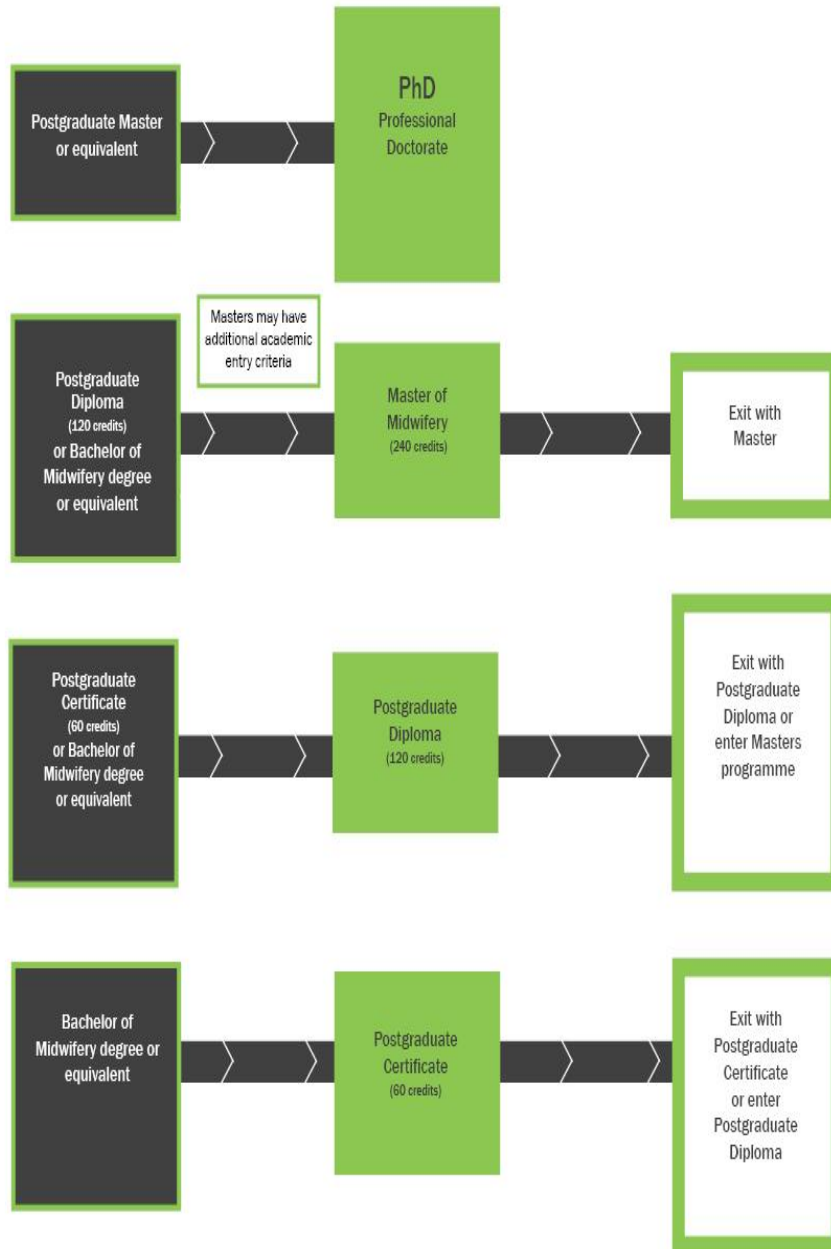 Postgraduate Master
or equivalent
PhD
Professional
Doctorate
Masters may have
additional academic
entry criteria
Postgraduate
Diploma
(120 credits)
or Bachelor of
Midwifery degree
or equivalent
Master of
Midwifery
(240 credits)
Exit with
Master
Postgraduate
Certificate
(60 credits)
or Bachelor of
Midwifery degree
or equivalent
Postgraduate
Diploma
(120 credits)
Exit with
Postgraduate
Diploma or
enter Masters
programme
Bachelor of
Midwifery degree or
equivalent
Postgraduate
Certificate
(60 credits)
Exit with
Postgraduate
Certificate
or enter
Postgraduate
Diploma